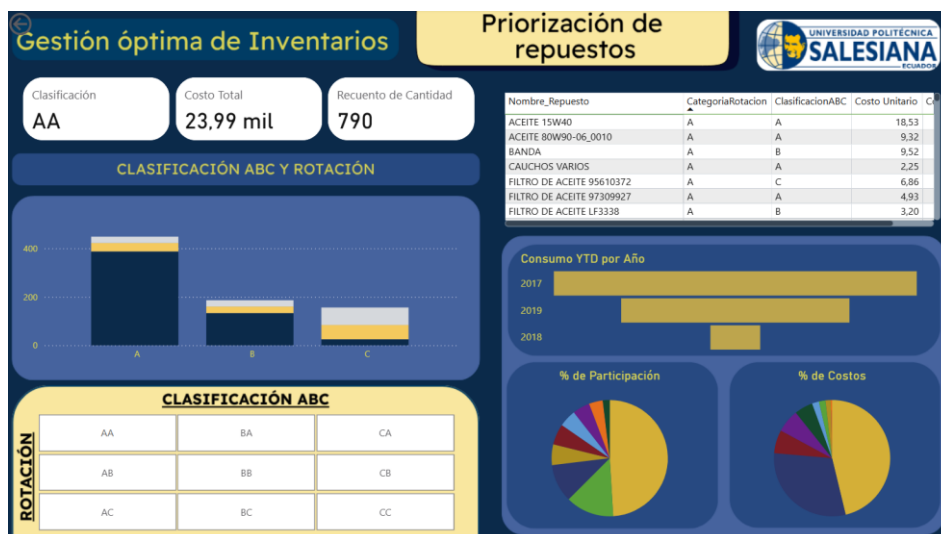 Gestión óptima de Inventarios
Priorización de
repuestos
UNIVERSIDAD POLITÉCNICA
SALESIANA
ECUADOR
Clasificación
AA
Costo Total
23,99 mil
Recuento de Cantidad
790
CLASIFICACIÓN ABC Y ROTACIÓN
400
200
0
A
B
C
Nombre_Repuesto CategoriaRotacion ClasificacionABC Costo Unitario
ACEITE 15W40 A A 18,53
ACEITE 80W90-06_0010 A A 9,32
BANDA A B 9,52
CAUCHOS VARIOS A A 2,25
FILTRO DE ACEITE 95610372 A C 6,86
FILTRO DE ACEITE 97309927 A A 4,93
FILTRO DE ACEITE LF3338 A B 3,20
Consumo YTD por Año
2017
2019
2018
% de Participación
% de Costos
CLASIFICACIÓN ABC
ROTACIÓN
AA BA CA
AB BB CB
AC BC CC